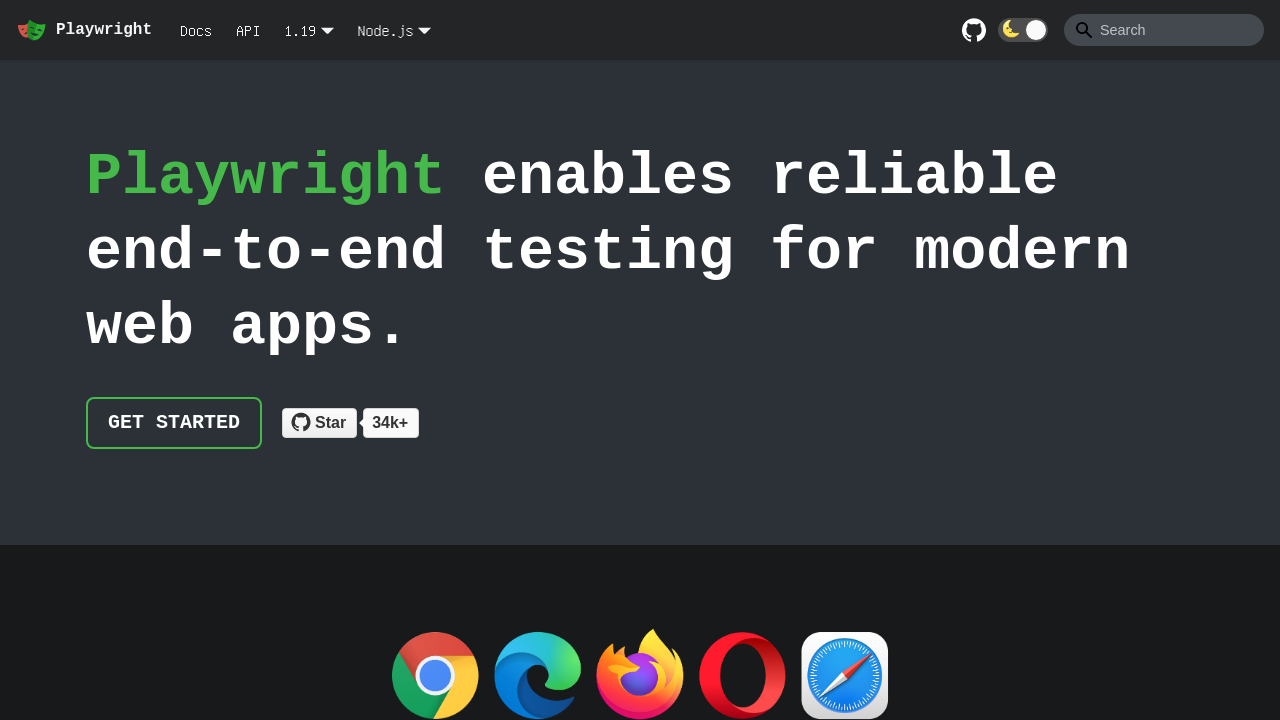 Playwright Docs API 1.19 Node.js Search
Playwright enables reliable
end-to-end testing for modern
web apps.
GET STARTED Star 34k+